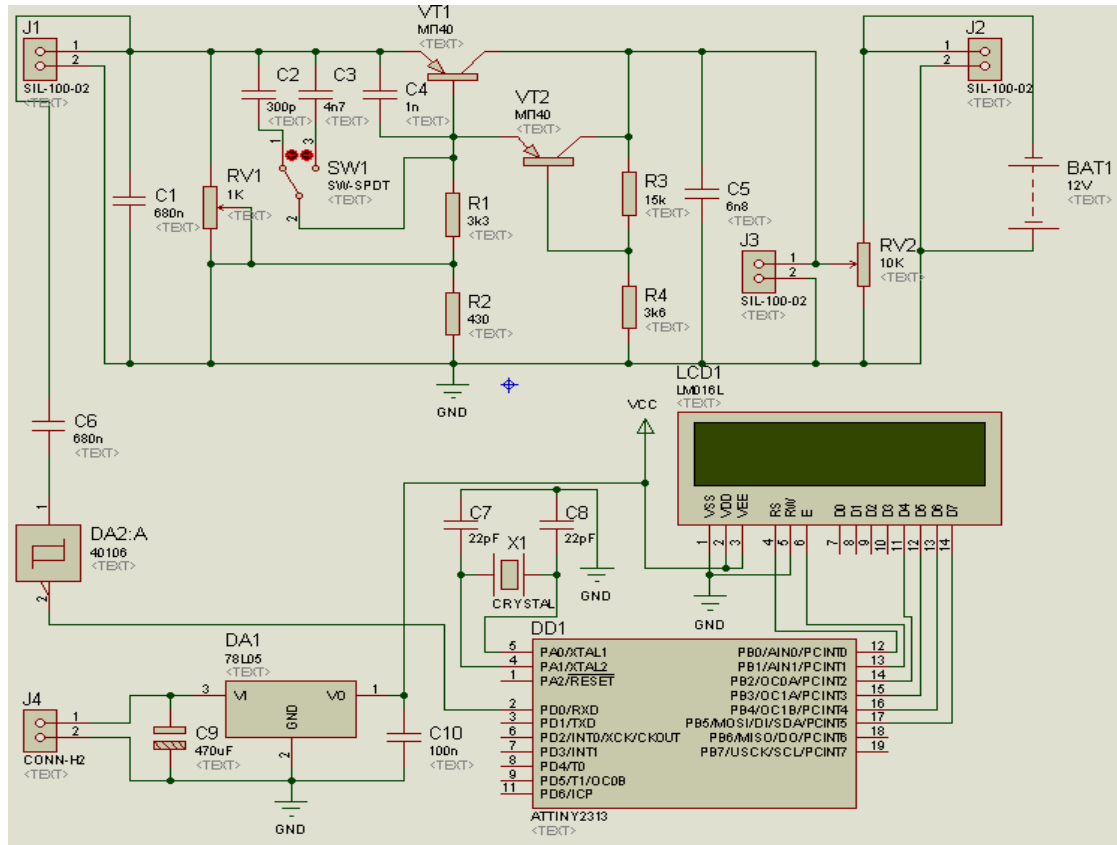 J1
1
2
SIL-100-02
<TEXT>
VT1
МП40
<TEXT>
C2
300p
<TEXT>
C3
4n7
<TEXT>
C4
1n
<TEXT>
VT2
МП40
<TEXT>
J2
1
2
SIL-100-02
<TEXT>
BAT1
12V
<TEXT>
C1
680n
<TEXT>
RV1
1K
<TEXT>
1
3
2
SW1
SW-SPDT
<TEXT>
R1
3k3
<TEXT>
R3
15k
<TEXT>
C5
6n8
<TEXT>
J3
1
2
SIL-100-02
<TEXT>
RV2
10K
<TEXT>
R2
430
<TEXT>
R4
3k6
<TEXT>
GND
LCD1
LM016L
<TEXT>
VSS
VDD
VEE
RS
RW
E
D0
D1
D2
D3
D4
D5
D6
D7
1
2
3
4
5
6
7
8
9
10
11
12
13
14
GND
VCC
C6
680n
<TEXT>
1
DA2:A
40106
<TEXT>
2
C7
22pF
C8
22pF
X1
CRYSTAL
GND
DA1
78L05
<TEXT>
3
VI
VO
1
GND
2
J4
1
2
CONN-H2
<TEXT>
C9
470uF
<TEXT>
C10
100n
<TEXT>
GND
DD1
5 PA0/XTAL1
4 PA1/XTAL2
1 PA2/RESET
2 PD0/RXD
3 PD1/TXD
6 PD2/INT0/XCK/CKOUT
7 PD3/INT1
8 PD4/T0
9 PD5/T1/OC0B
11 PD6/ICP
PB0/AIN0/PCINT0 12
PB1/AIN1/PCINT1 13
PB2/OC0A/PCINT2 14
PB3/OC1A/PCINT3 15
PB4/OC1B/PCINT4 16
PB5/MOSI/DI/SDA/PCINT5 17
PB6/MISO/DO/PCINT6 18
PB7/USCK/SCL/PCINT7 19
ATTINY2313
<TEXT>